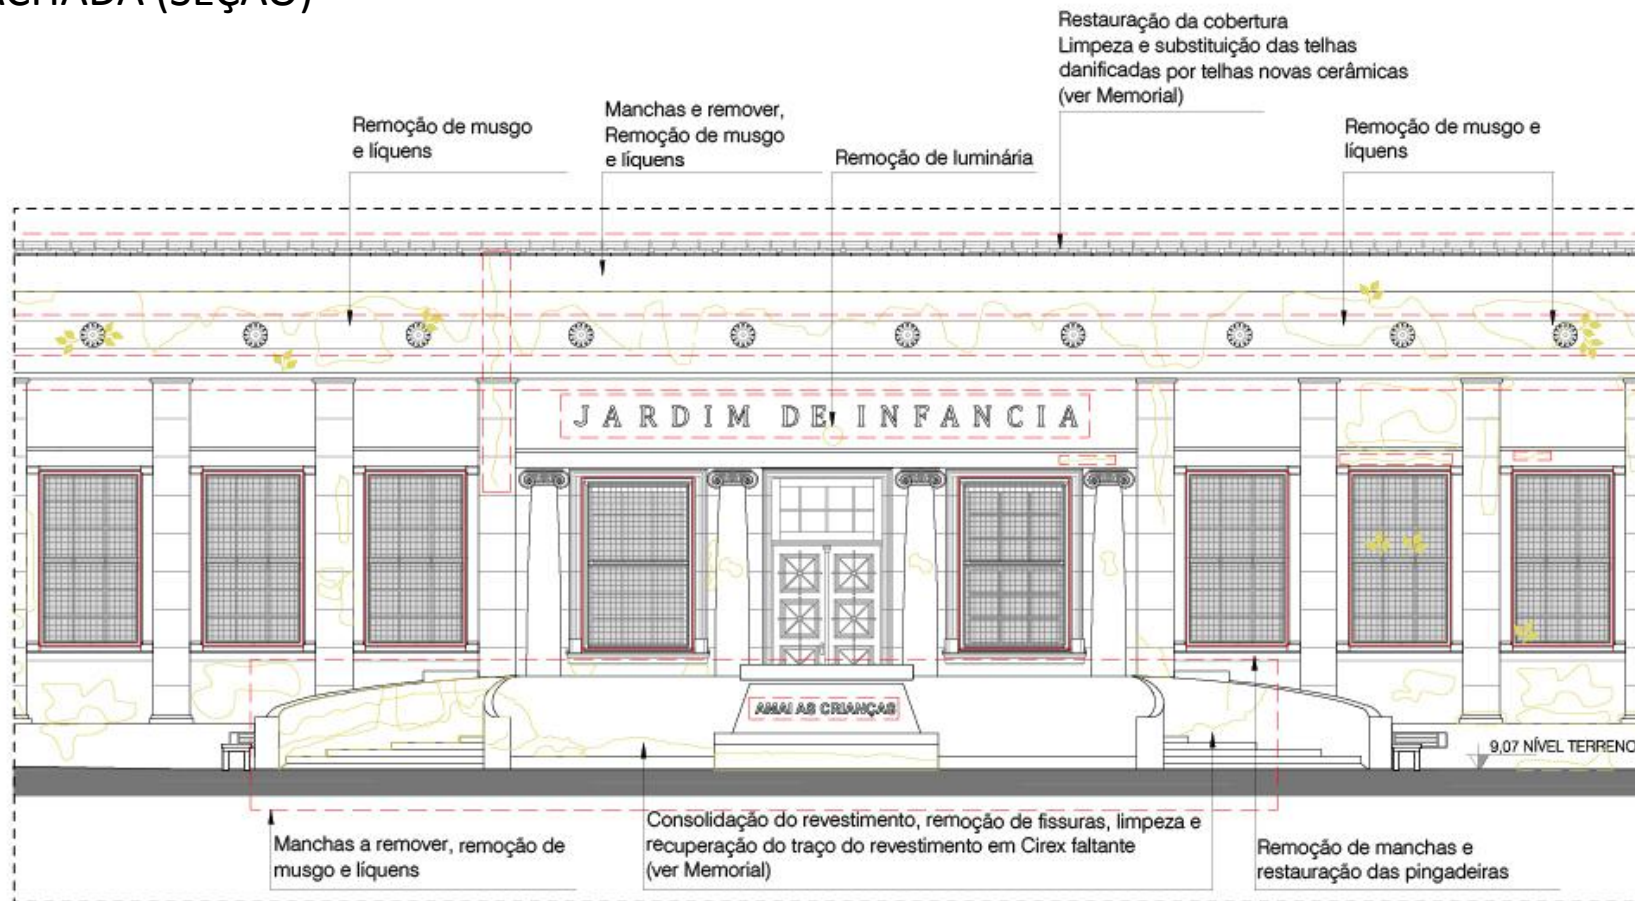 ACHADA (SEÇÃO)
Restauração da cobertura
Limpeza e substituição das telhas
danificadas por telhas novas cerâmicas
(ver Memorial)
Remoção de musgo
e líquens
Manchas e remover,
Remoção de musgo
e líquens
Remoção de luminária
Remoção de musgo e
líquens
JARDIM DE INFANCIA
AMAI AS CRIANÇAS
9,07 NÍVEL TERRENO
Manchas a remover, remoção de
musgo e líquens
Consolidação do revestimento, remoção de fissuras, limpeza e
recuperação do traço do revestimento em Cirex faltante
(ver Memorial)
Remoção de manchas e
restauração das pingadeiras